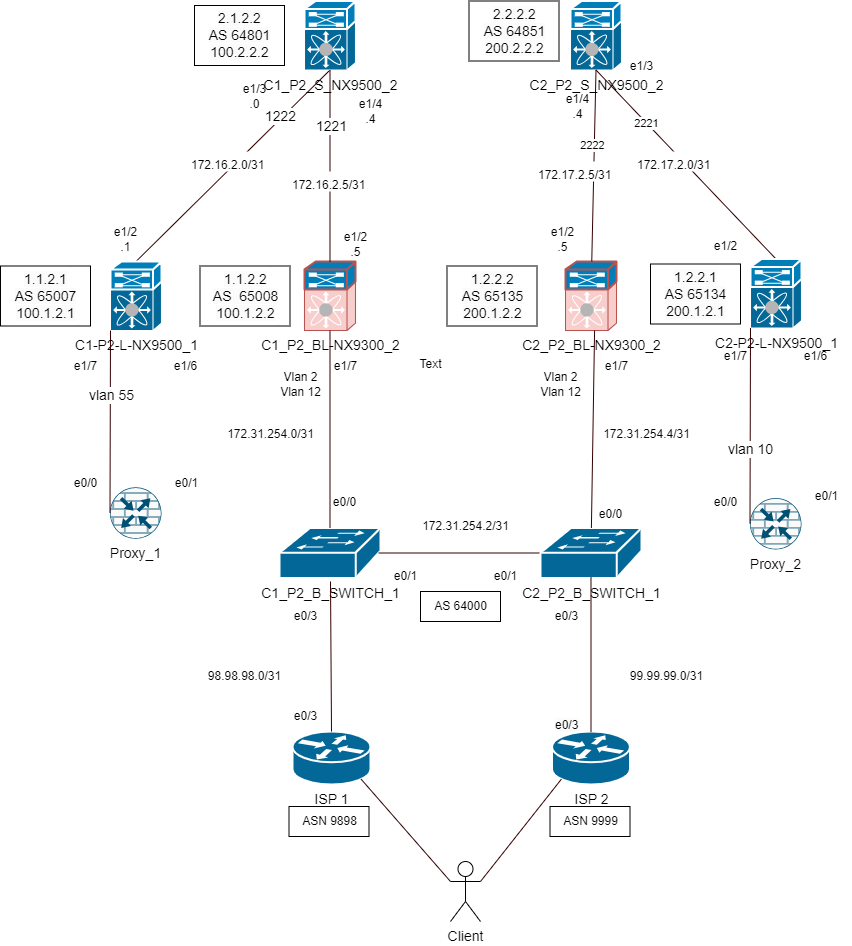 2.1.2.2
AS 64801
100.2.2.2
2.2.2.2
AS 64851
200.2.2.2
C1_P2_S_NX9500_2
C2_P2_S_NX9500_2
e1/3
.0
e1/4
.4
e1/3
e1/4
.4
1222
1221
2222
2221
172.16.2.0/31
172.16.2.5/31
172.17.2.5/31
172.17.2.0/31
e1/2
.1
e1/2
.5
e1/2
.5
e1/2
1.1.2.1
AS 65007
100.1.2.1
1.1.2.2
AS 65008
100.1.2.2
1.2.2.2
AS 65135
200.1.2.2
1.2.2.1
AS 65134
200.1.2.1
C1-P2-L-NX9500_1
C1_P2_BL-NX9300_2
C2_P2_BL-NX9300_2
C2-P2-L-NX9500_1
e1/7
e1/6
e1/7
Text
e1/7
e1/7
e1/6
Vlan 2
Vlan 12
Vlan 2
Vlan 12
vlan 55
172.31.254.0/31
172.31.254.4/31
vlan 10
e0/0
e0/1
e0/0
e0/0
e0/0
e0/1
Proxy_1
172.31.254.2/31
Proxy_2
e0/1
e0/1
C1_P2_B_SWITCH_1
AS 64000
C2_P2_B_SWITCH_1
e0/3
e0/3
98.98.98.0/31
99.99.99.0/31
e0/3
e0/3
ISP 1
ISP 2
ASN 9898
ASN 9999
Client